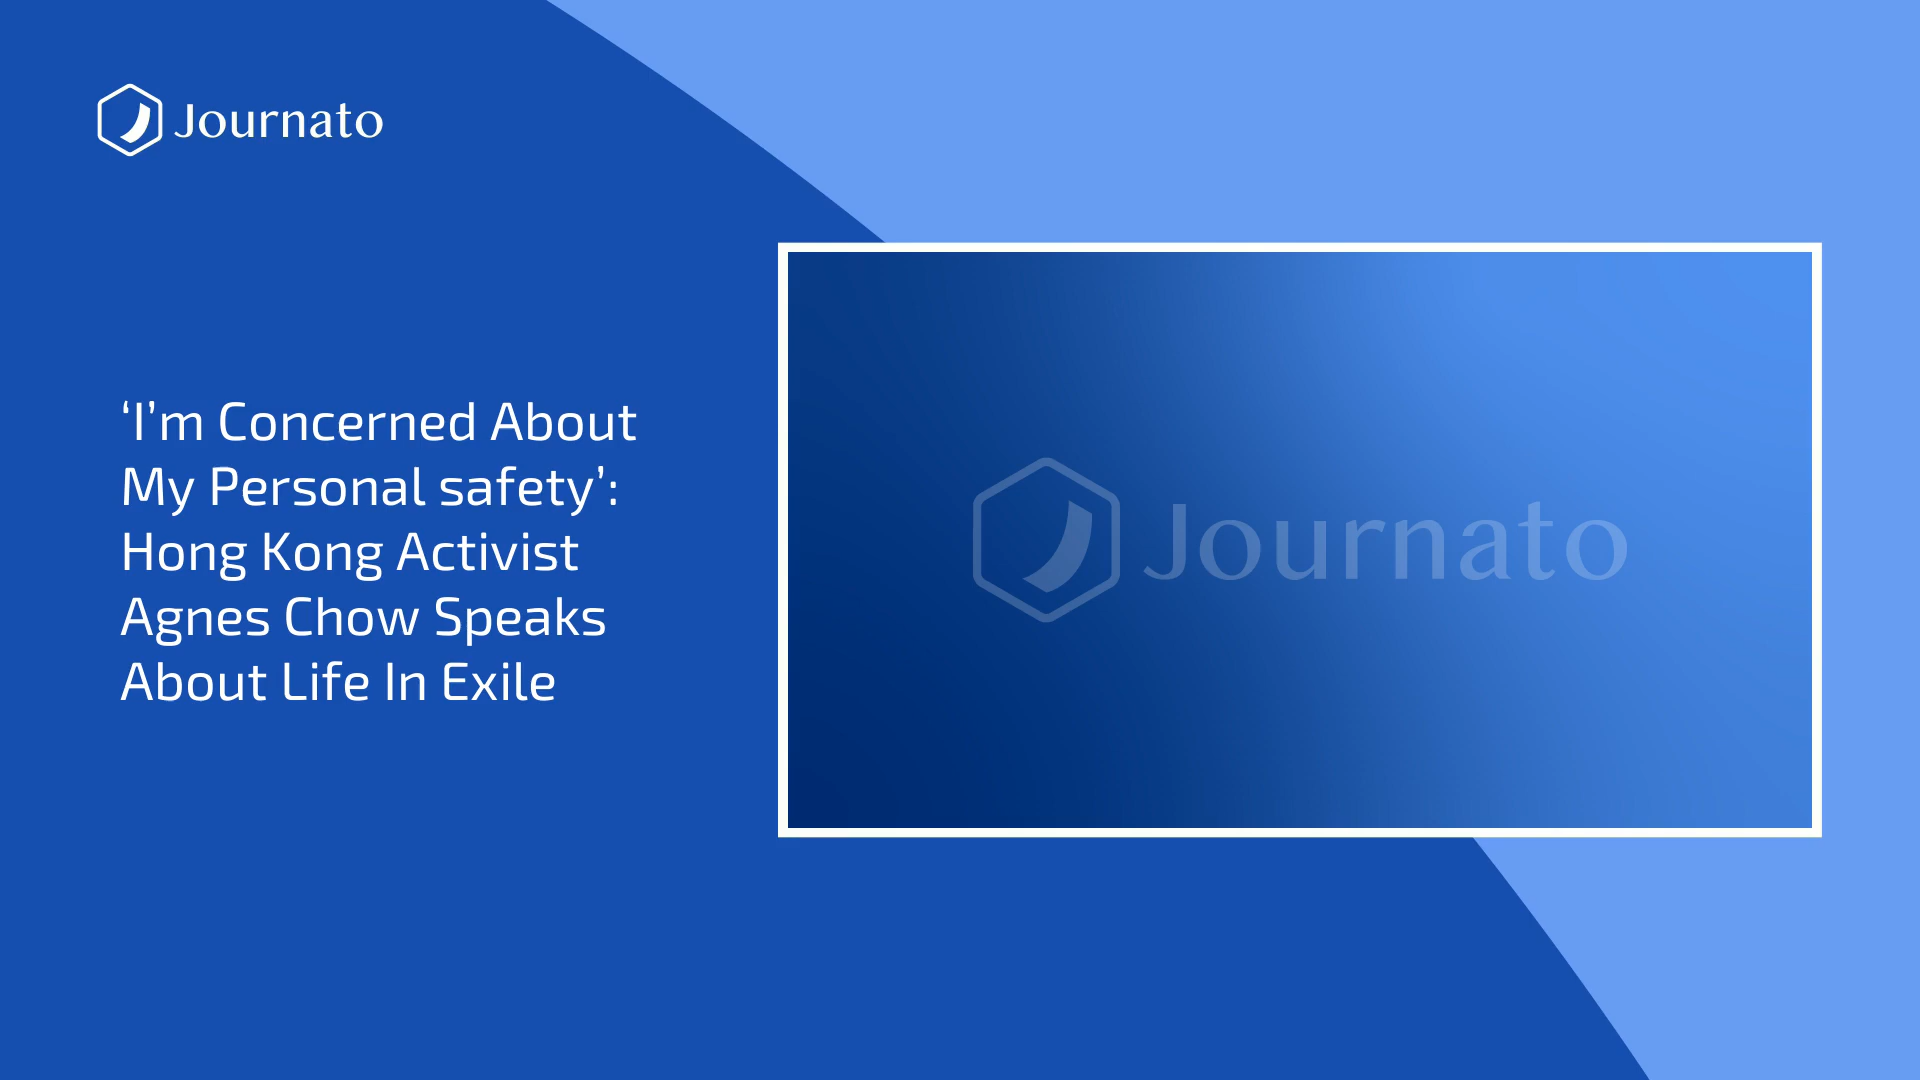 Journato
‘I’m Concerned About
My Personal safety’:
Hong Kong Activist
Agnes Chow Speaks
About Life In Exile
Journato